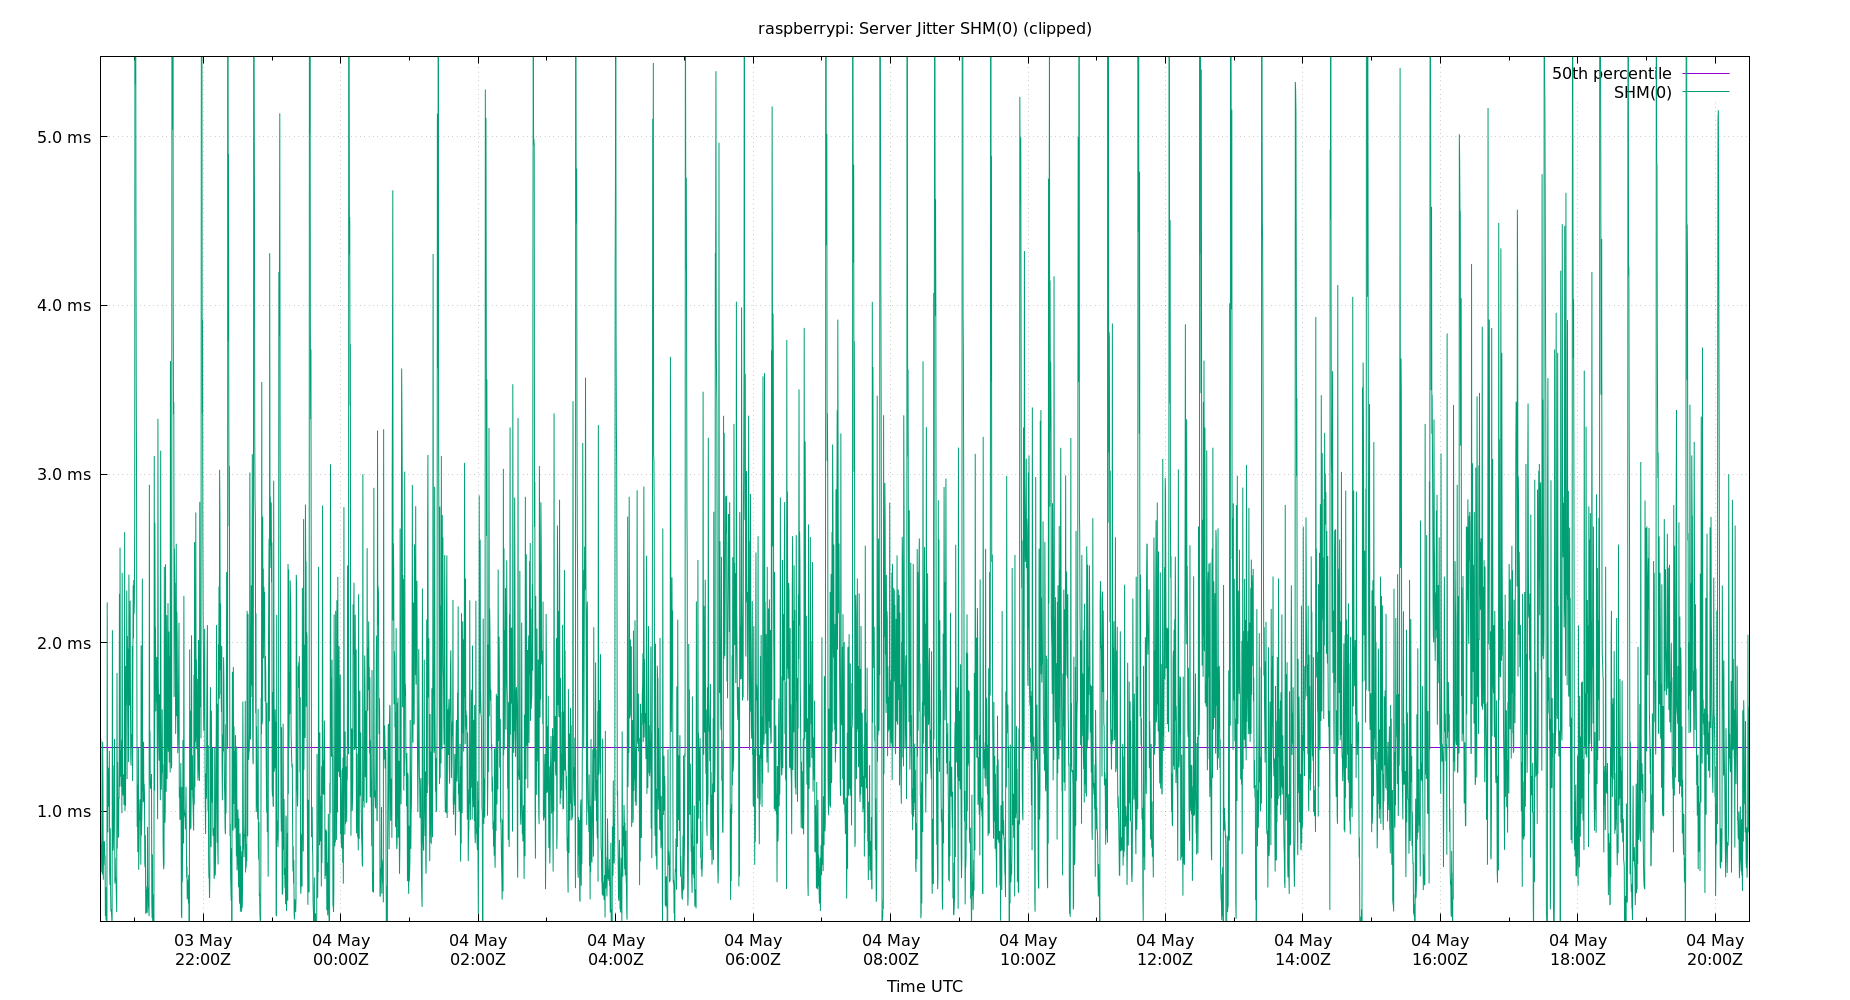 raspberrypi: Server Jitter SHM(0) (clipped)
50th percentile
SHM(0)
5.0 ms
4.0 ms
3.0 ms
2.0 ms
1.0 ms
03 May 04 May 04 May 04 May 04 May 04 May 04 May 04 May 04 May 04 May 04 May 04 May
22:00Z 00:00Z 02:00Z 04:00Z 06:00Z 08:00Z 10:00Z 12:00Z 14:00Z 16:00Z 18:00Z 20:00Z
Time UTC